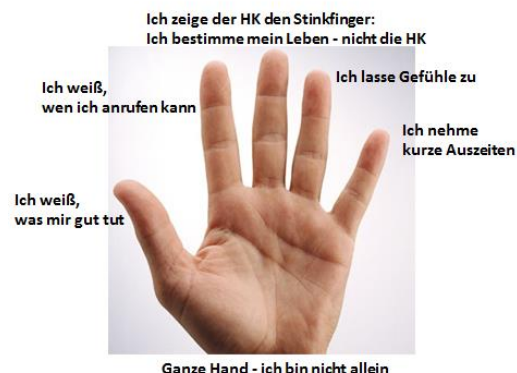 Ich zeige der HK den Stinkfinger:
Ich bestimme mein Leben - nicht die HK
Ich lasse Gefühle zu
Ich weiß,
wen ich anrufen kann
Ich nehme
kurze Auszeiten
Ich weiß,
was mir gut tut
Ganze Hand - ich bin nicht allein